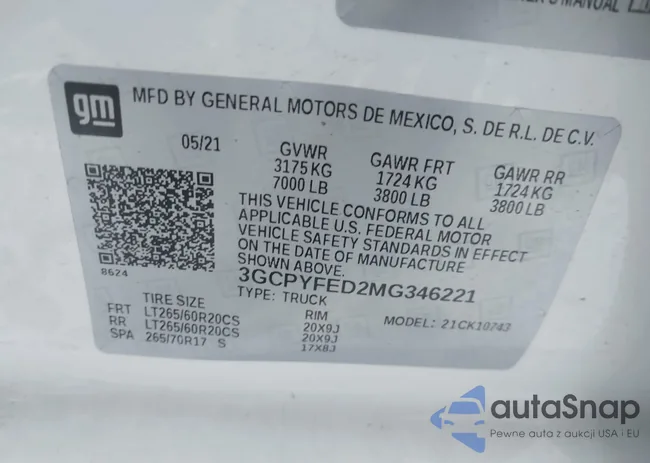 OWNER'S MANUAL
gm
MFD BY GENERAL MOTORS DE MEXICO, S. DE R.L. DE C.V.
05/21 GVWR GAWR FRT GAWR RR
3175 KG 1724 KG 1724 KG
7000 LB 3800 LB 3800 LB
THIS VEHICLE CONFORMS TO ALL
APPLICABLE U.S. FEDERAL MOTOR
VEHICLE SAFETY STANDARDS IN EFFECT
ON THE DATE OF MANUFACTURE
SHOWN ABOVE.
8624
3GCPYFED2MG346221
TYPE: TRUCK
TIRE SIZE RIM MODEL: 21CK10743
FRT LT265/60R20CS 20X9J
RR LT265/60R20CS 20X9J
SPA 265/70R17 S 17X8J
autaSnap
Pewne auta z aukcji USA i EU